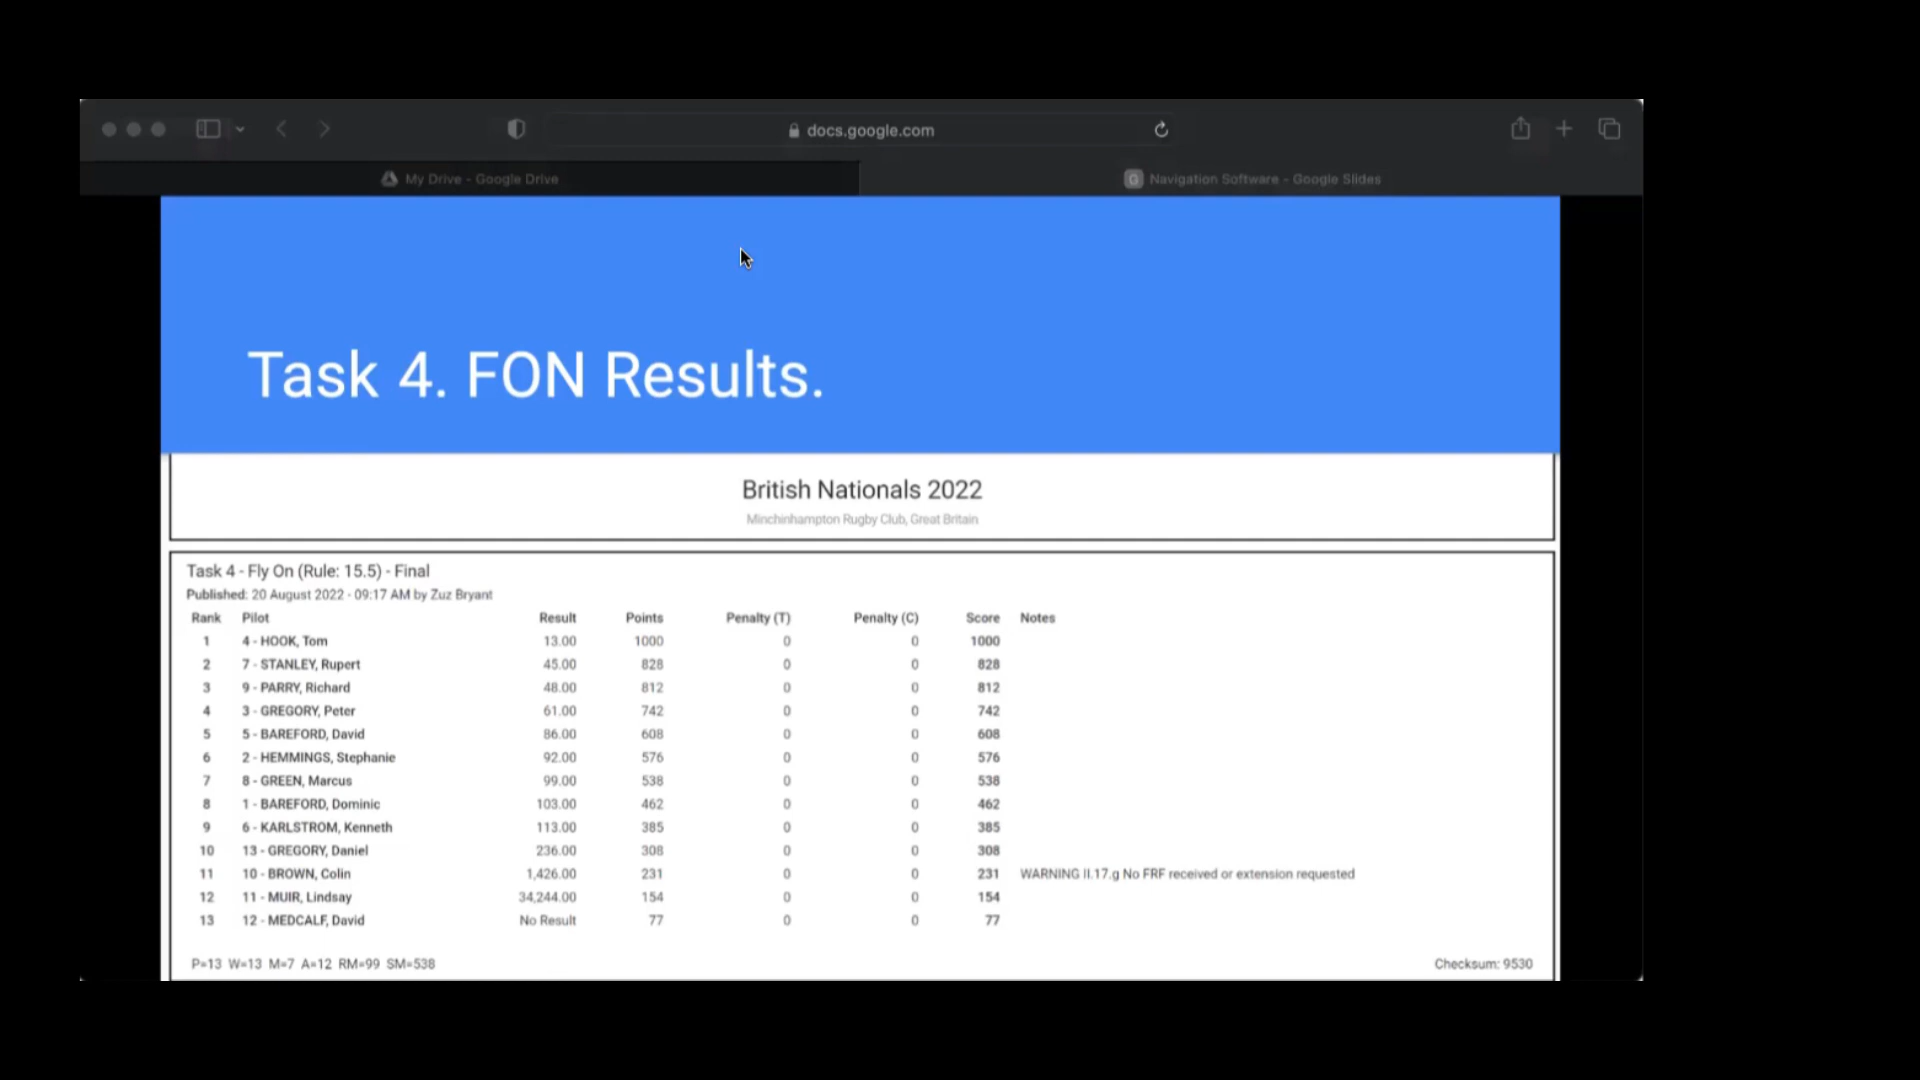 docs.google.com
My Drive - Google Drive
G Navigation Software - Google Slides
Task 4. FON Results.
British Nationals 2022
Minchinhampton Rugby Club, Great Britain
Task 4 - Fly On (Rule: 15.5) - Final
Published: 20 August 2022 - 09:17 AM by Zuz Bryant
Rank Pilot Result Points Penalty (T) Penalty (C) Score Notes
1 4 - HOOK, Tom 13.00 1000 0 0 1000
2 7 - STANLEY, Rupert 45.00 828 0 0 828
3 9 - PARRY, Richard 48.00 812 0 0 812
4 3 - GREGORY, Peter 61.00 742 0 0 742
5 5 - BAREFORD, David 86.00 608 0 0 608
6 2 - HEMMINGS, Stephanie 92.00 576 0 0 576
7 8 - GREEN, Marcus 99.00 538 0 0 538
8 1 - BAREFORD, Dominic 103.00 462 0 0 462
9 6 - KARLSTROM, Kenneth 113.00 385 0 0 385
10 13 - GREGORY, Daniel 236.00 308 0 0 308
11 10 - BROWN, Colin 1,426.00 231 0 0 231 WARNING II.17.g No FRF received or extension requested
12 11 - MUIR, Lindsay 34,244.00 154 0 0 154
13 12 - MEDCALF, David No Result 77 0 0 77
P=13 W=13 M=7 A=12 RM=99 SM=538 Checksum: 9530